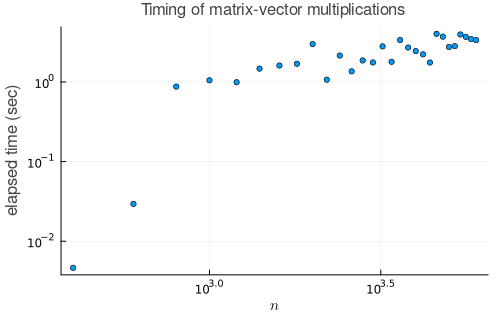 Timing of matrix-vector multiplications
elapsed time (sec)
10^0
10^-1
10^-2
10^3.0
10^3.5
n